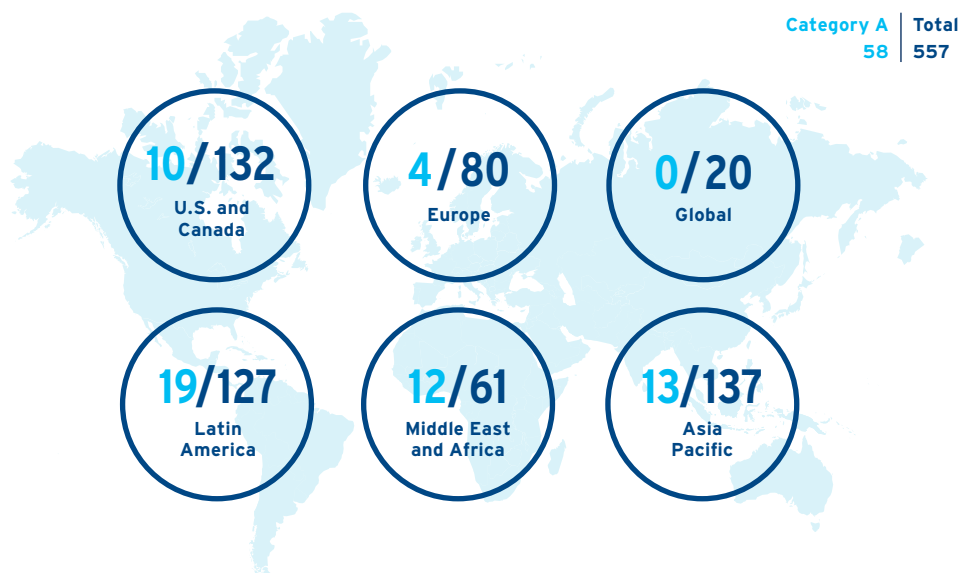 Category A Total
58 557
10/132
U.S. and
Canada
4/80
Europe
0/20
Global
19/127
Latin
America
12/61
Middle East
and Africa
13/137
Asia
Pacific